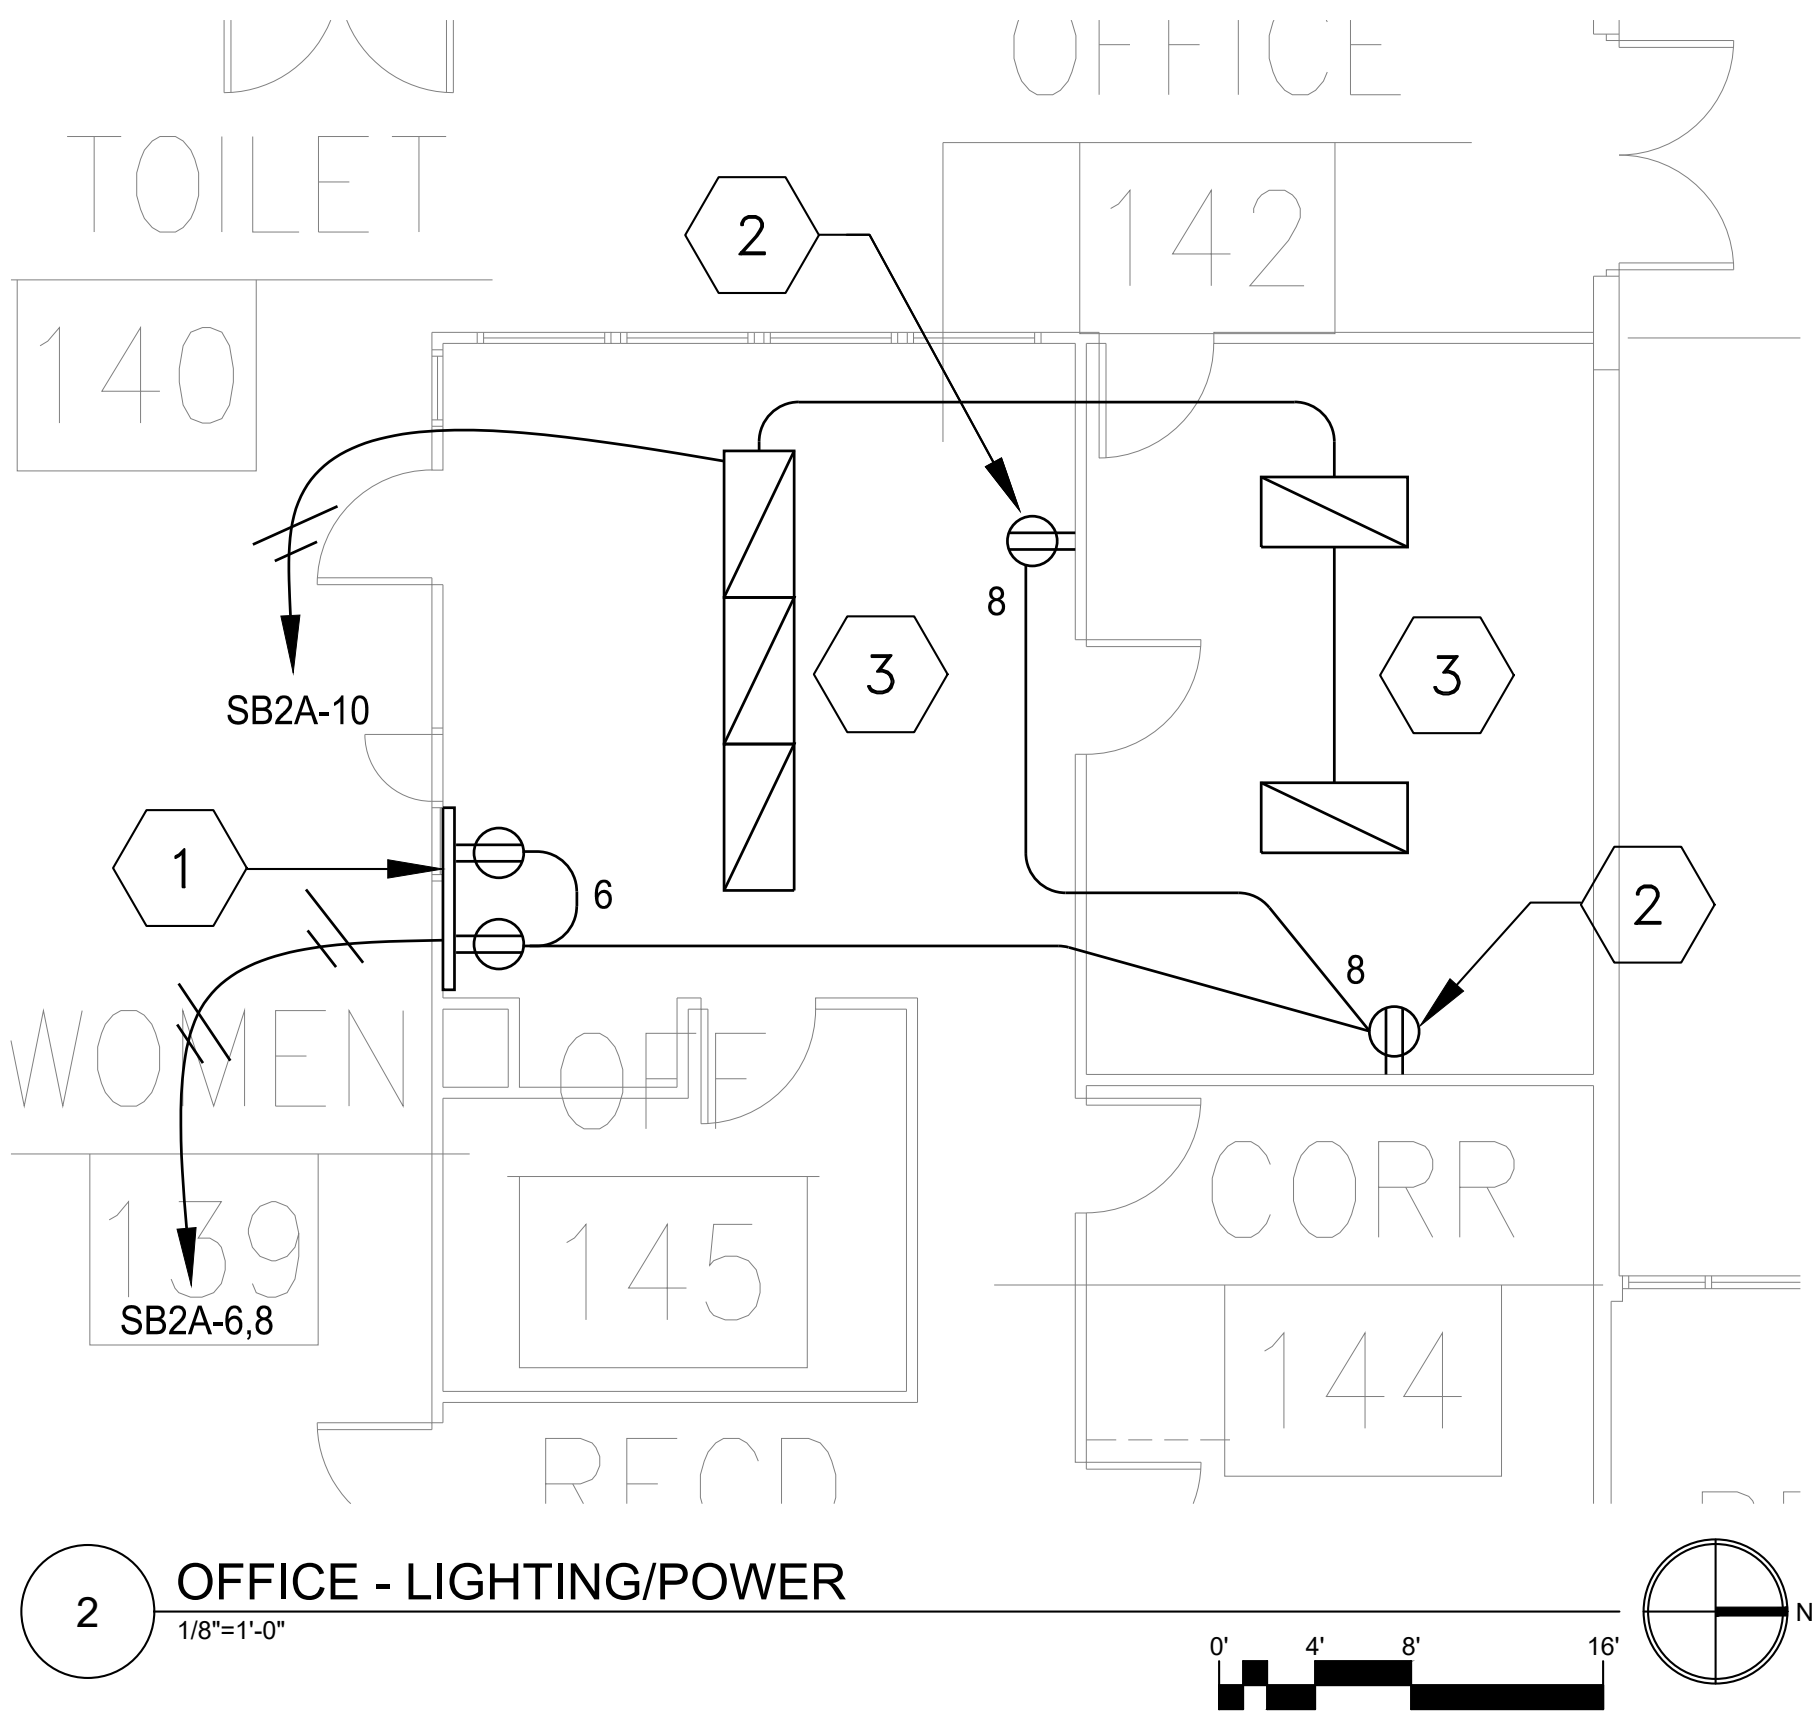 OFFICE
TOILET
2
142
140
8
3
3
SB2A-10
1
6
2
8
WOMEN
OFF
CORR
139
145
144
SB2A-6,8
2
OFFICE - LIGHTING/POWER
1/8"=1'-0"
0' 4' 8' 16'
N